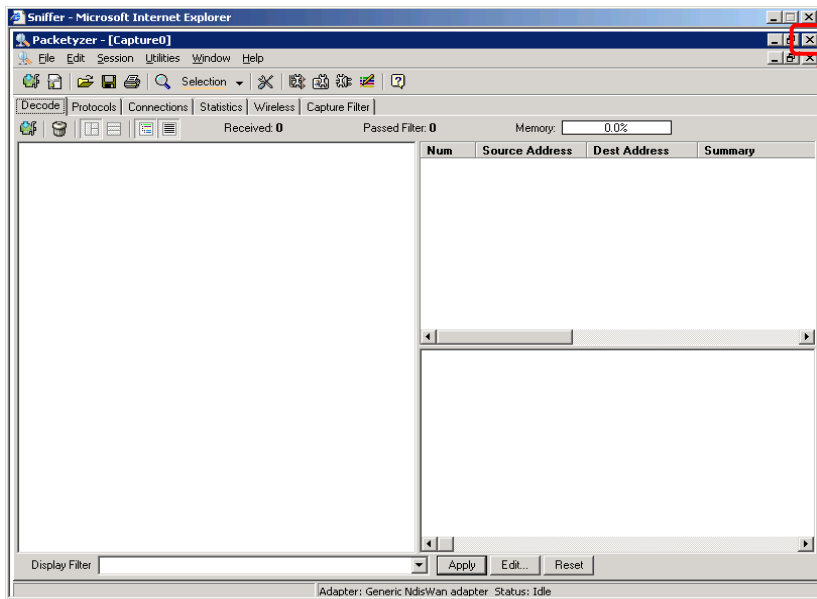 Sniffer - Microsoft Internet Explorer
Packetyzer - [Capture0]
File Edit Session Utilities Window Help
Selection
Decode Protocols Connections Statistics Wireless Capture Filter
Received: 0 Passed Filter: 0 Memory: 0.0%
Num Source Address Dest Address Summary
Display Filter Apply Edit... Reset
Adapter: Generic NdisWan adapter Status: Idle